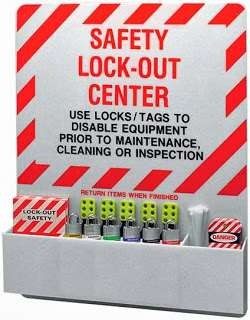 SAFETY
LOCK-OUT
CENTER
USE LOCKS/TAGS TO
DISABLE EQUIPMENT
PRIOR TO MAINTENANCE,
CLEANING OR INSPECTION
RETURN ITEMS WHEN FINISHED
LOCK-OUT
SAFETY
DANGER